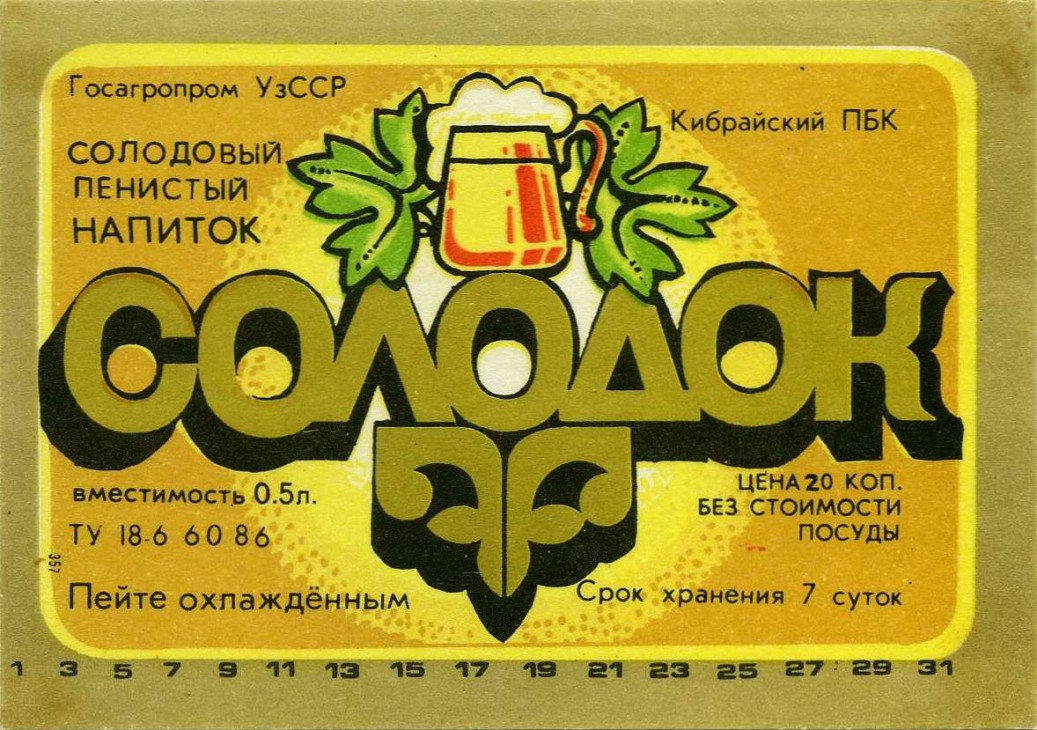 Госагропром УзССР
Кибрайский ПБК
СОЛОДОВЫЙ
ПЕНИСТЫЙ
НАПИТОК
СОЛОДОК
вместимость 0.5л.
ТУ 18-6 60 86
357
Пейте охлаждённым
ЦЕНА 20 КОП.
БЕЗ СТОИМОСТИ
ПОСУДЫ
Срок хранения 7 суток
1 3 5 7 9 11 13 15 17 19 21 23 25 27 29 31